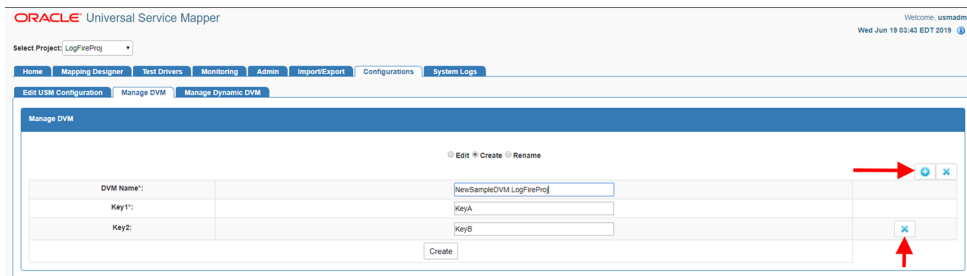 ORACLE® Universal Service Mapper
Welcome, usmadm
Wed Jun 19 03:43 EDT 2019
Select Project: LogFireProj
Home Mapping Designer Test Drivers Monitoring Admin Import/Export Configurations System Logs
Edit USM Configuration Manage DVM Manage Dynamic DVM
Manage DVM
Edit Create Rename
DVM Name*: NewSampleDVM.LogFireProj
Key1*: KeyA
Key2: KeyB
Create